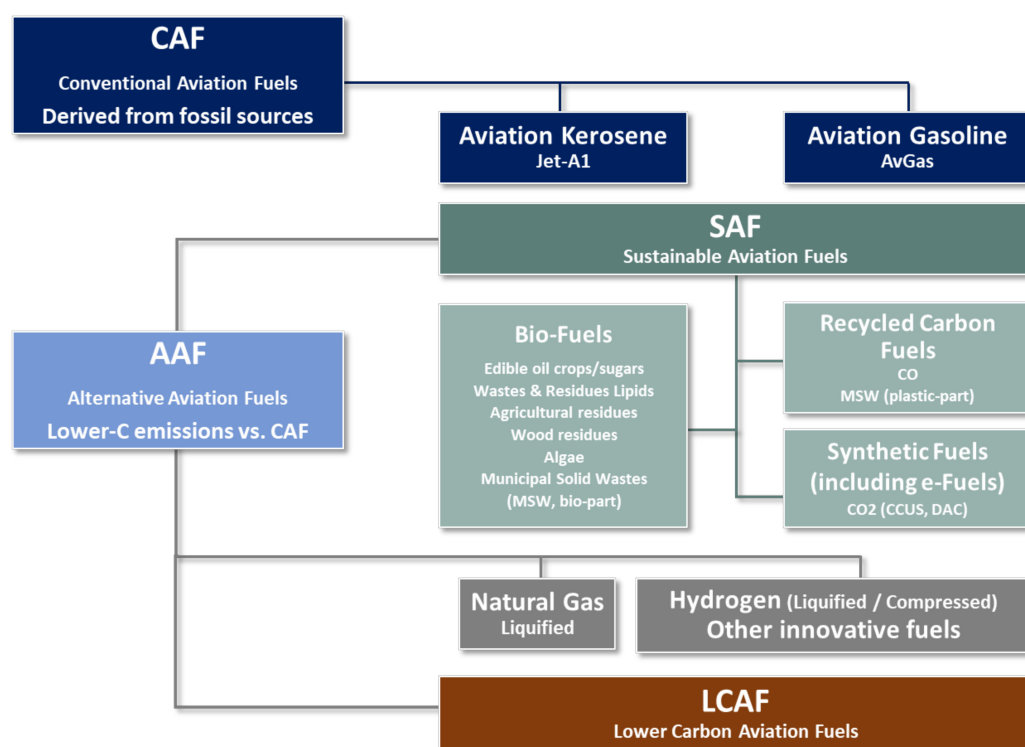 CAF
Conventional Aviation Fuels
Derived from fossil sources
Aviation Kerosene
Jet-A1
Aviation Gasoline
AvGas
SAF
Sustainable Aviation Fuels
AAF
Alternative Aviation Fuels
Lower-C emissions vs. CAF
Bio-Fuels
Edible oil crops/sugars
Wastes & Residues Lipids
Agricultural residues
Wood residues
Algae
Municipal Solid Wastes
(MSW, bio-part)
Recycled Carbon
Fuels
CO
MSW (plastic-part)
Synthetic Fuels
(including e-Fuels)
CO2 (CCUS, DAC)
Natural Gas
Liquified
Hydrogen (Liquified / Compressed)
Other innovative fuels
LCAF
Lower Carbon Aviation Fuels